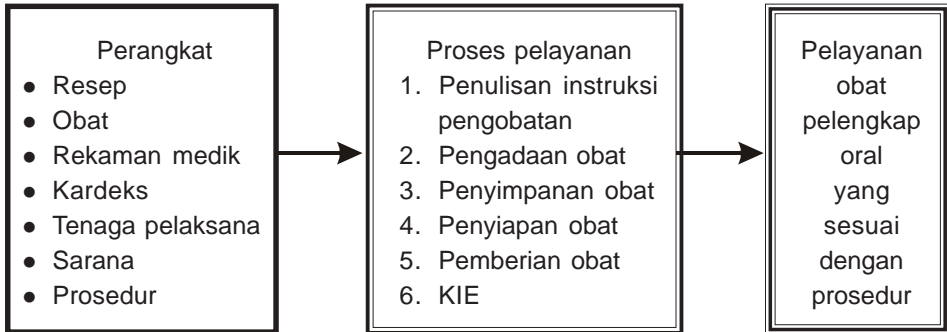 Perangkat
● Resep
● Obat
● Rekaman medik
● Kardeks
● Tenaga pelaksana
● Sarana
● Prosedur
Proses pelayanan
1. Penulisan instruksi
pengobatan
2. Pengadaan obat
3. Penyimpanan obat
4. Penyiapan obat
5. Pemberian obat
6. KIE
Pelayanan
obat
pelengkap
oral
yang
sesuai
dengan
prosedur